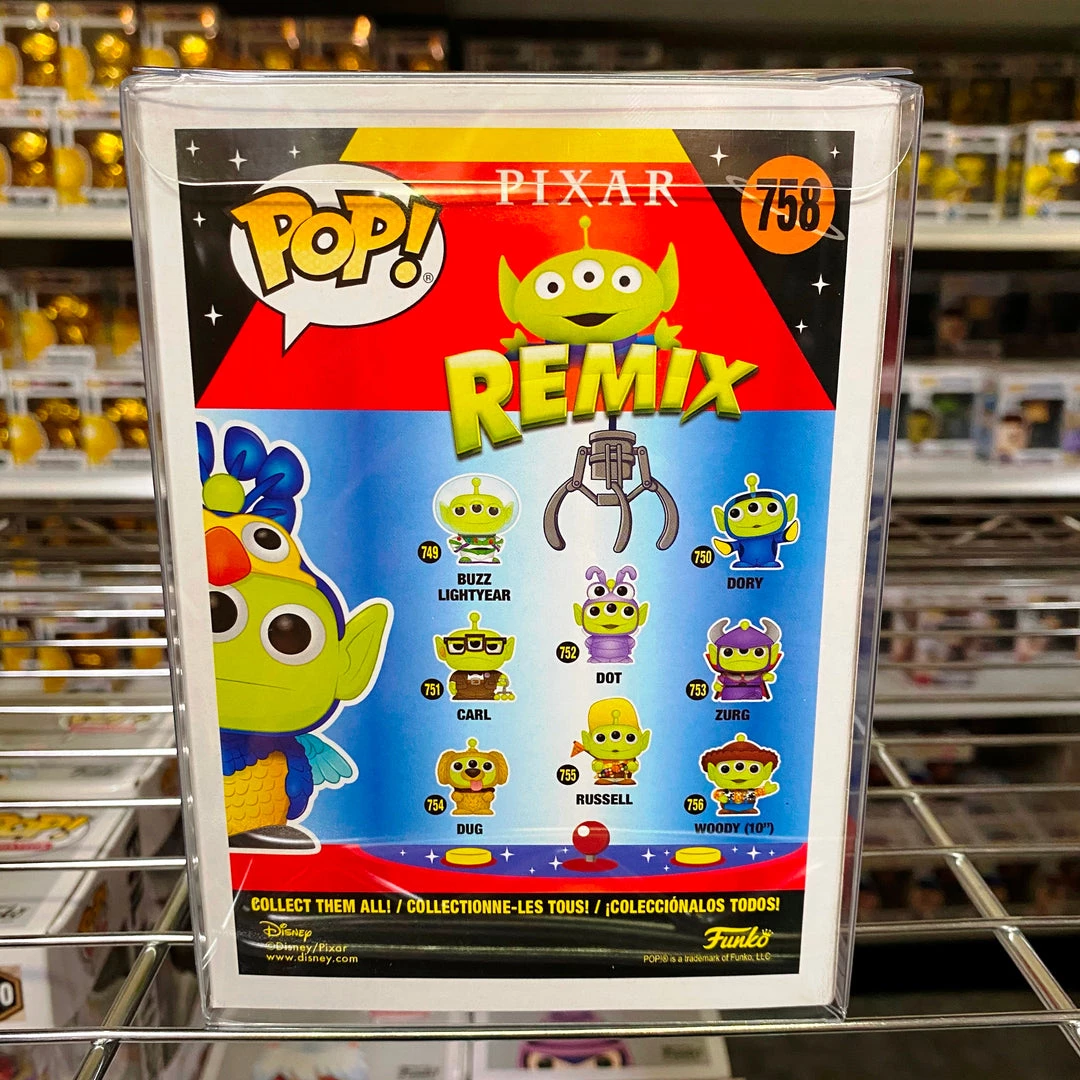 POP!®
PIXAR
758
REMIX
749
BUZZ
LIGHTYEAR
750
DORY
752
DOT
751
CARL
753
ZURG
754
DUG
755
RUSSELL
756
WOODY (10")
COLLECT THEM ALL! / COLLECTIONNE-LES TOUS! / ¡COLECCIÓNALOS TODOS!
Disney
©Disney/Pixar
www.disney.com
Funko
POP!® is a trademark of Funko, LLC
POP!